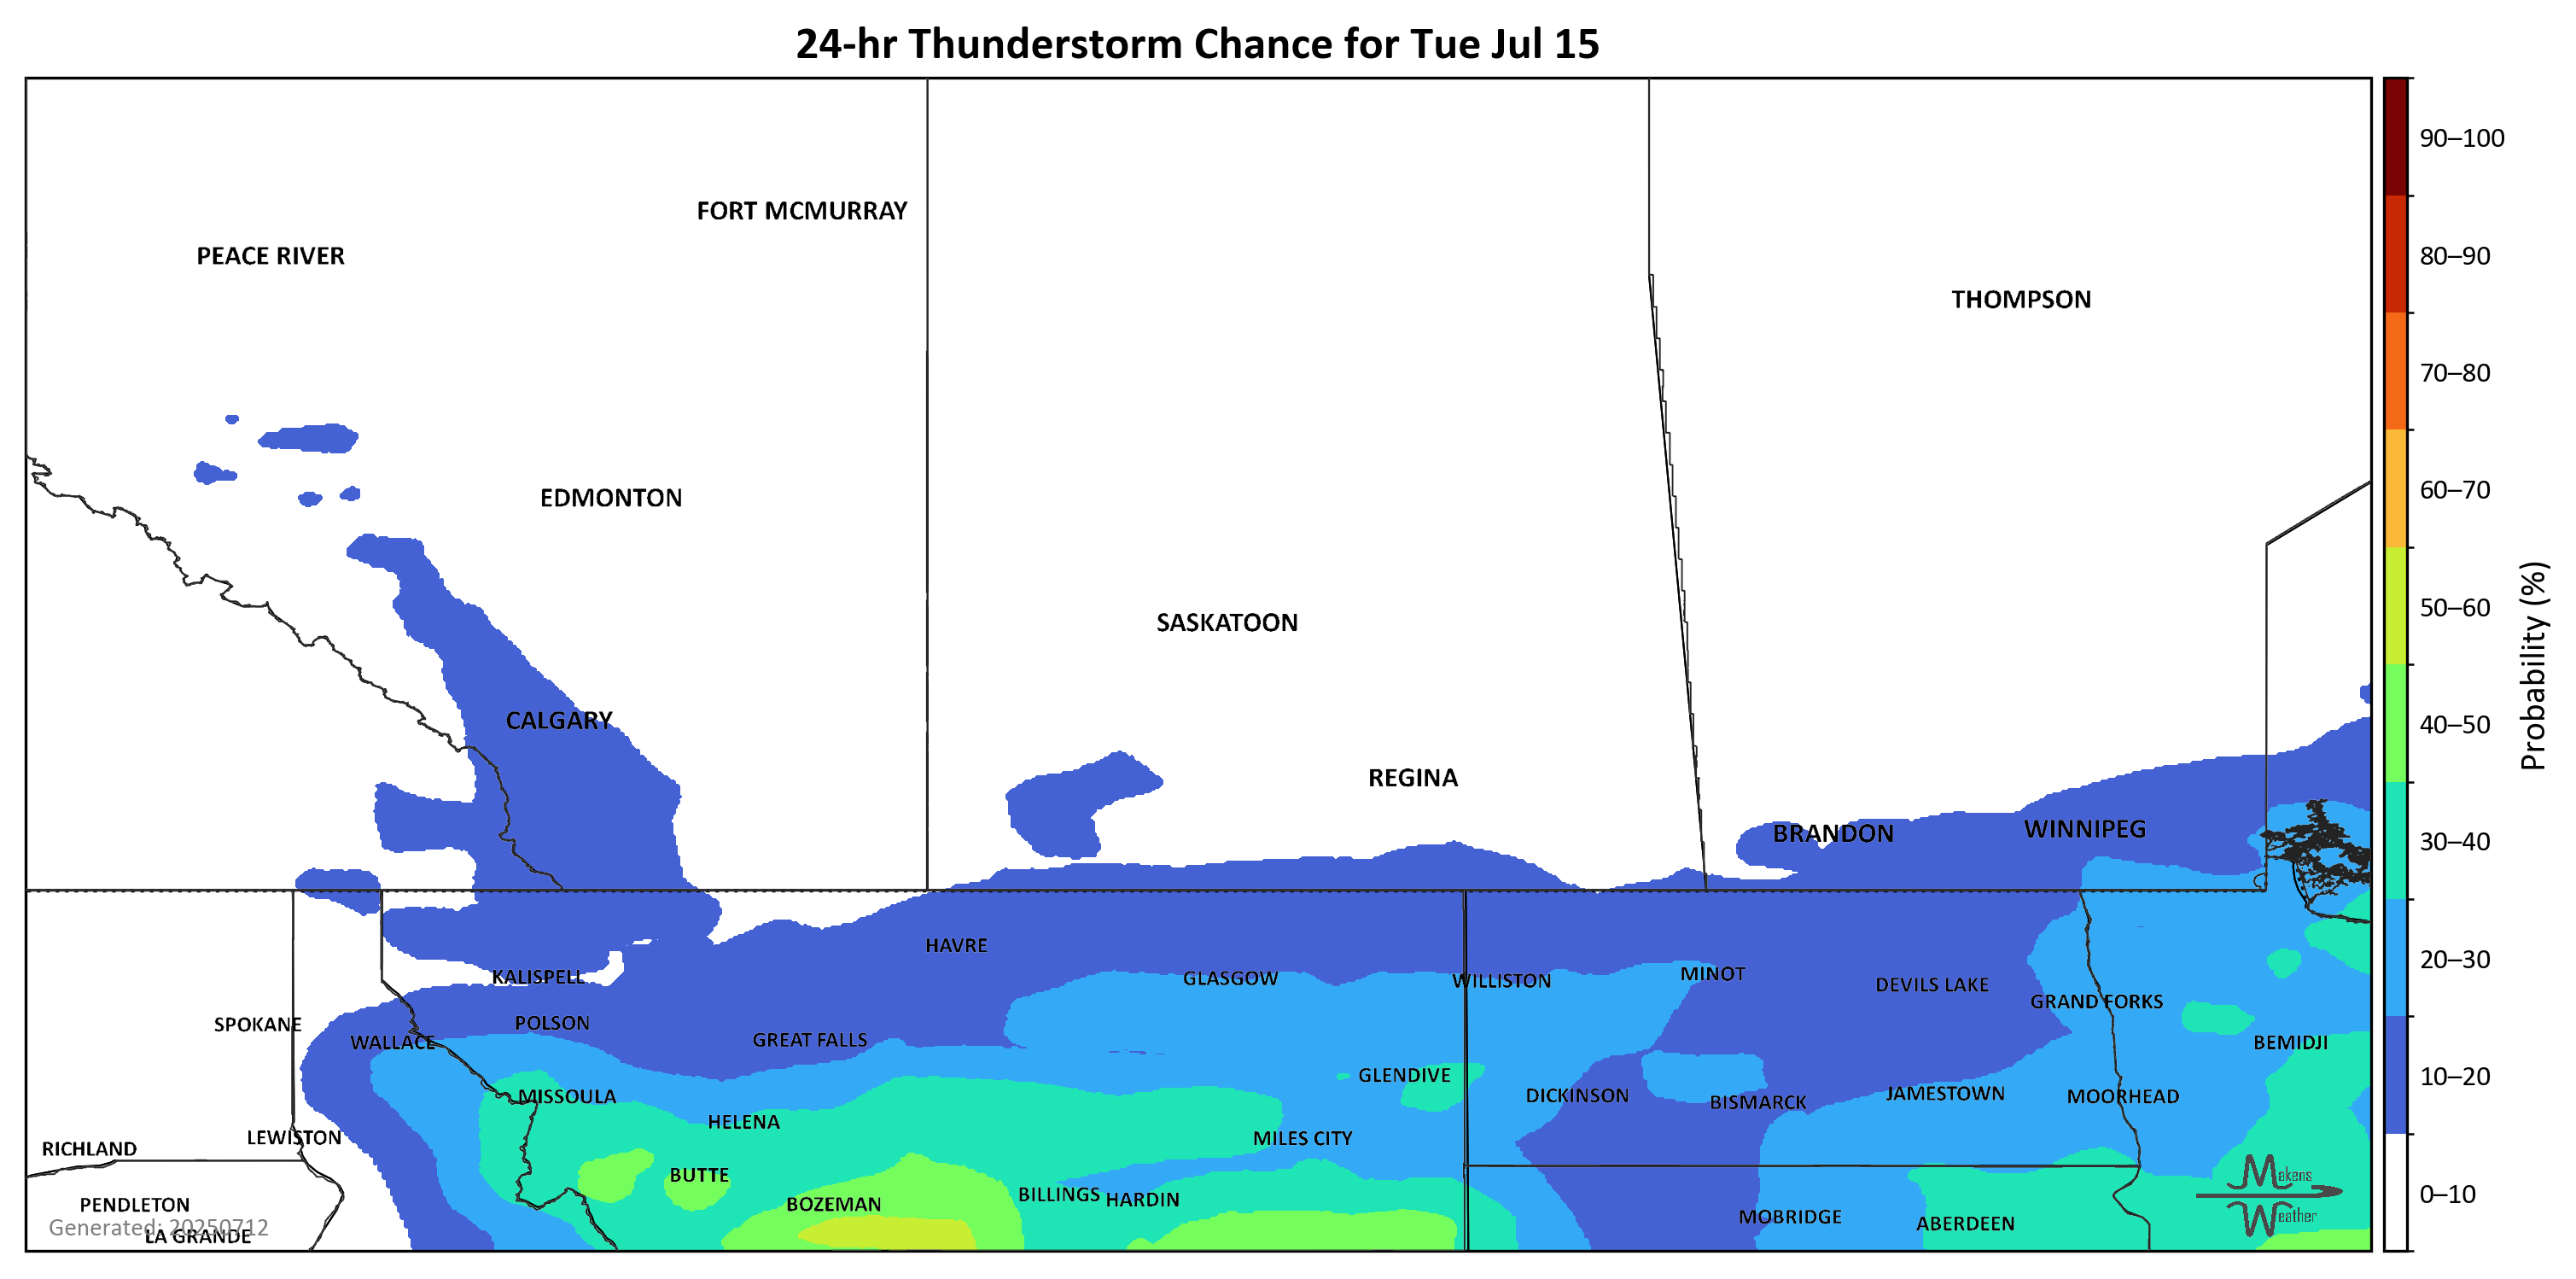 24-hr Thunderstorm Chance for Tue Jul 15
90–100
FORT MCMURRAY
PEACE RIVER
80–90
THOMPSON
70–80
60–70
EDMONTON
50–60
SASKATOON
Probability (%)
CALGARY
40–50
REGINA
BRANDON
WINNIPEG
30–40
HAVRE
20–30
KALISPELL
GLASGOW
WILLISTON
MINOT
DEVILS LAKE
GRAND FORKS
SPOKANE
POLSON
WALLACE
GREAT FALLS
BEMIDJI
GLENDIVE
10–20
MISSOULA
DICKINSON
BISMARCK
JAMESTOWN
MOORHEAD
HELENA
RICHLAND
LEWISTON
MILES CITY
BUTTE
Makens
0–10
PENDLETON
BOZEMAN
BILLINGS
HARDIN
MOBRIDGE
Weather
Generated: 20250712
ABERDEEN
LA GRANDE